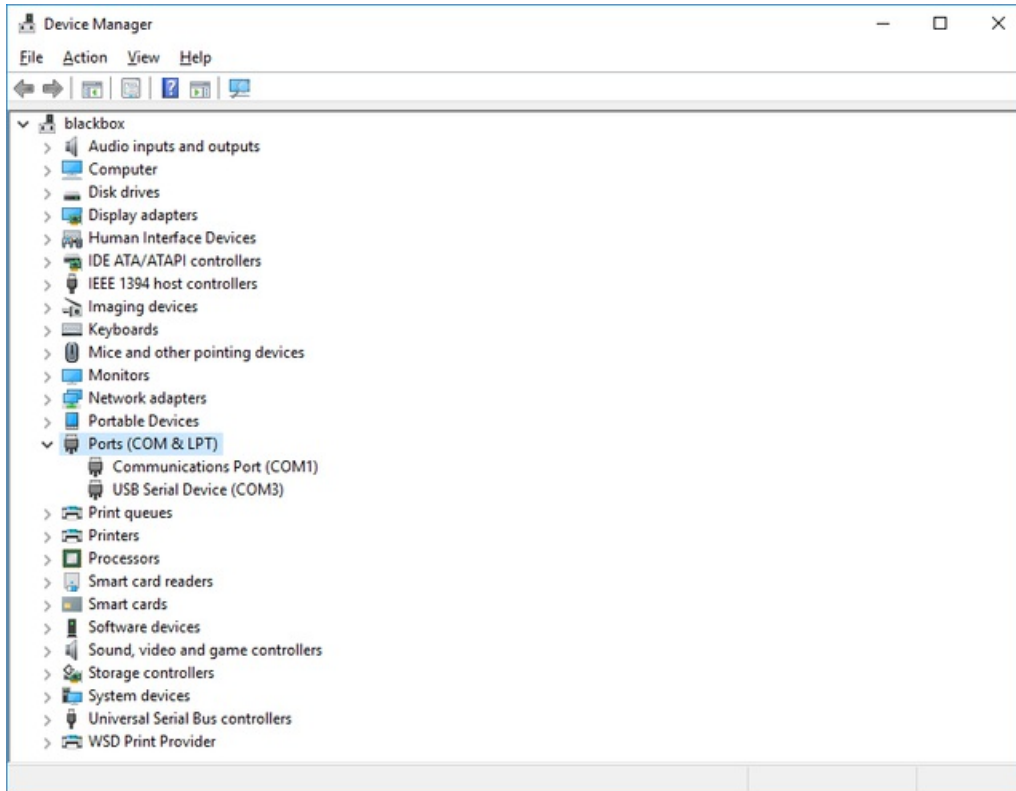 Device Manager
File Action View Help
blackbox
Audio inputs and outputs
Computer
Disk drives
Display adapters
Human Interface Devices
IDE ATA/ATAPI controllers
IEEE 1394 host controllers
Imaging devices
Keyboards
Mice and other pointing devices
Monitors
Network adapters
Portable Devices
Ports (COM & LPT)
Communications Port (COM1)
USB Serial Device (COM3)
Print queues
Printers
Processors
Smart card readers
Smart cards
Software devices
Sound, video and game controllers
Storage controllers
System devices
Universal Serial Bus controllers
WSD Print Provider